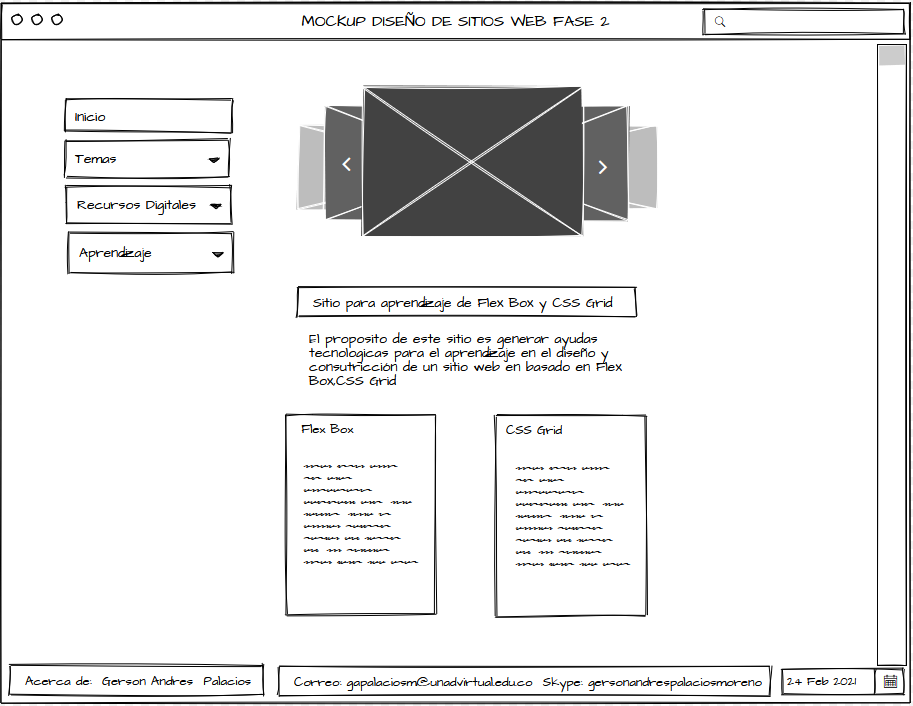 MOCKUP DISEÑO DE SITIOS WEB FASE 2
Inicio
Temas
Recursos Digitales
Aprendizaje
Sitio para aprendizaje de Flex Box y CSS Grid
El proposito de este sitio es generar ayudas
tecnologicas para el aprendizaje en el diseño y
consutricción de un sitio web en basado en Flex
Box,CSS Grid
Flex Box
CSS Grid
Acerca de: Gerson Andres Palacios
Correo: gapalaciosm@unadvirtual.edu.co Skype: gersonandrespalaciosmoreno
24 Feb 2021